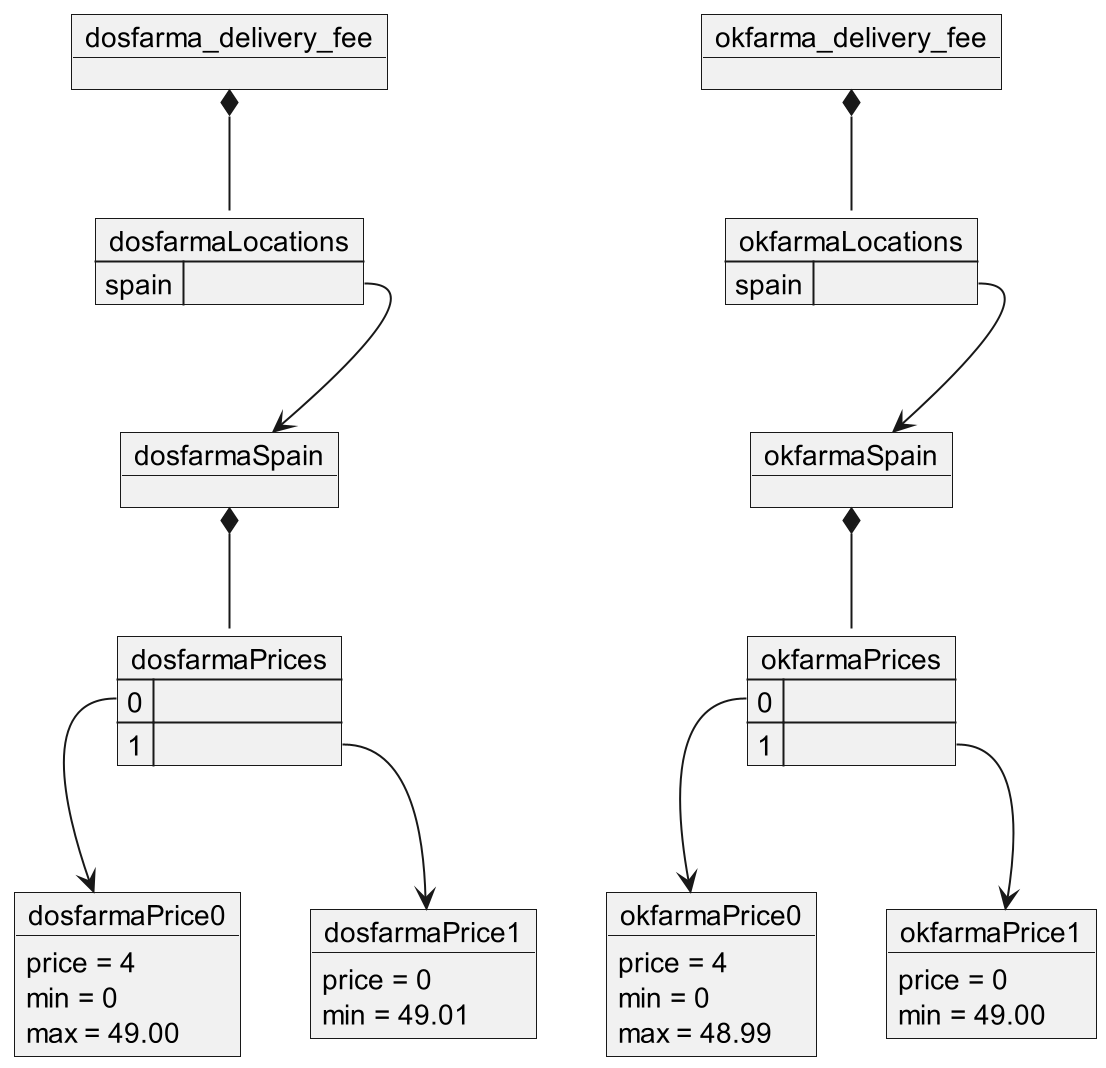 dosfarma_delivery_fee
okfarma_delivery_fee
dosfarmaLocations
spain
okfarmaLocations
spain
dosfarmaSpain
okfarmaSpain
dosfarmaPrices
0
1
okfarmaPrices
0
1
dosfarmaPrice0
price = 4
min = 0
max = 49.00
dosfarmaPrice1
price = 0
min = 49.01
okfarmaPrice0
price = 4
min = 0
max = 48.99
okfarmaPrice1
price = 0
min = 49.00